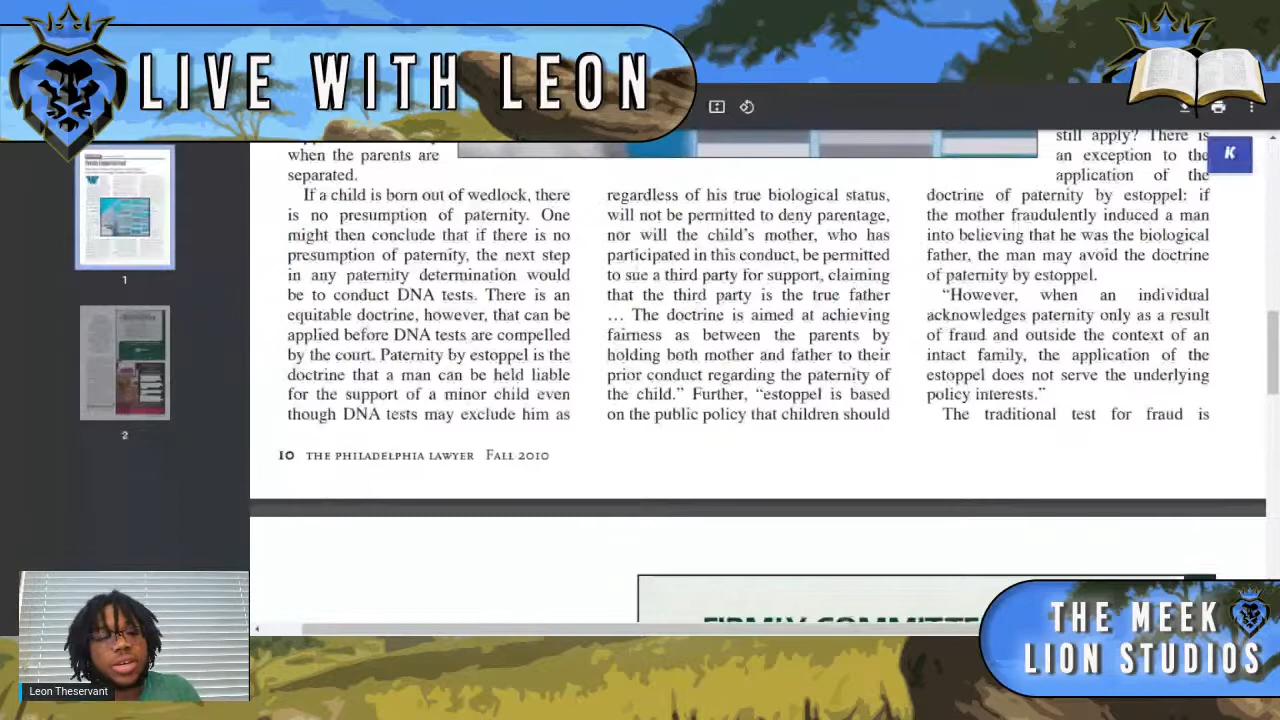 LIVE WITH LEON
K
1
2
when the parents are
separated.
If a child is born out of wedlock, there
is no presumption of paternity. One
might then conclude that if there is no
presumption of paternity, the next step
in any paternity determination would
be to conduct DNA tests. There is an
equitable doctrine, however, that can be
applied before DNA tests are compelled
by the court. Paternity by estoppel is the
doctrine that a man can be held liable
for the support of a minor child even
though DNA tests may exclude him as
regardless of his true biological status,
will not be permitted to deny parentage,
nor will the child's mother, who has
participated in this conduct, be permitted
to sue a third party for support, claiming
that the third party is the true father
... The doctrine is aimed at achieving
fairness as between the parents by
holding both mother and father to their
prior conduct regarding the paternity of
the child." Further, "estoppel is based
on the public policy that children should
still apply? There is
an exception to the
application of the
doctrine of paternity by estoppel: if
the mother fraudulently induced a man
into believing that he was the biological
father, the man may avoid the doctrine
of paternity by estoppel.
"However, when an individual
acknowledges paternity only as a result
of fraud and outside the context of an
intact family, the application of the
estoppel does not serve the underlying
policy interests."
The traditional test for fraud is
10 THE PHILADELPHIA LAWYER FALL 2010
THE MEEK
LION STUDIOS
Leon Theservant